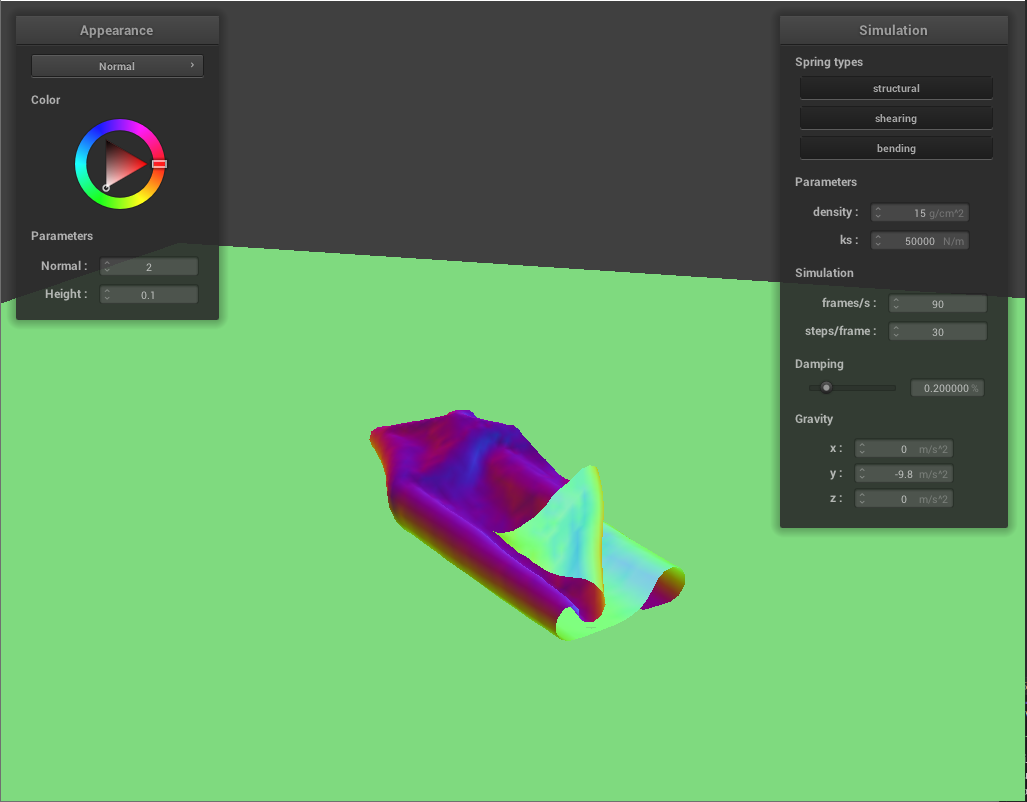 Appearance
Normal ›
Color
Parameters
Normal : 2
Height : 0.1
Simulation
Spring types
structural
shearing
bending
Parameters
density : 15 g/cm^2
ks : 50000 N/m
Simulation
frames/s : 90
steps/frame : 30
Damping
0.200000 %
Gravity
x : 0 m/s^2
y : -9.8 m/s^2
z : 0 m/s^2